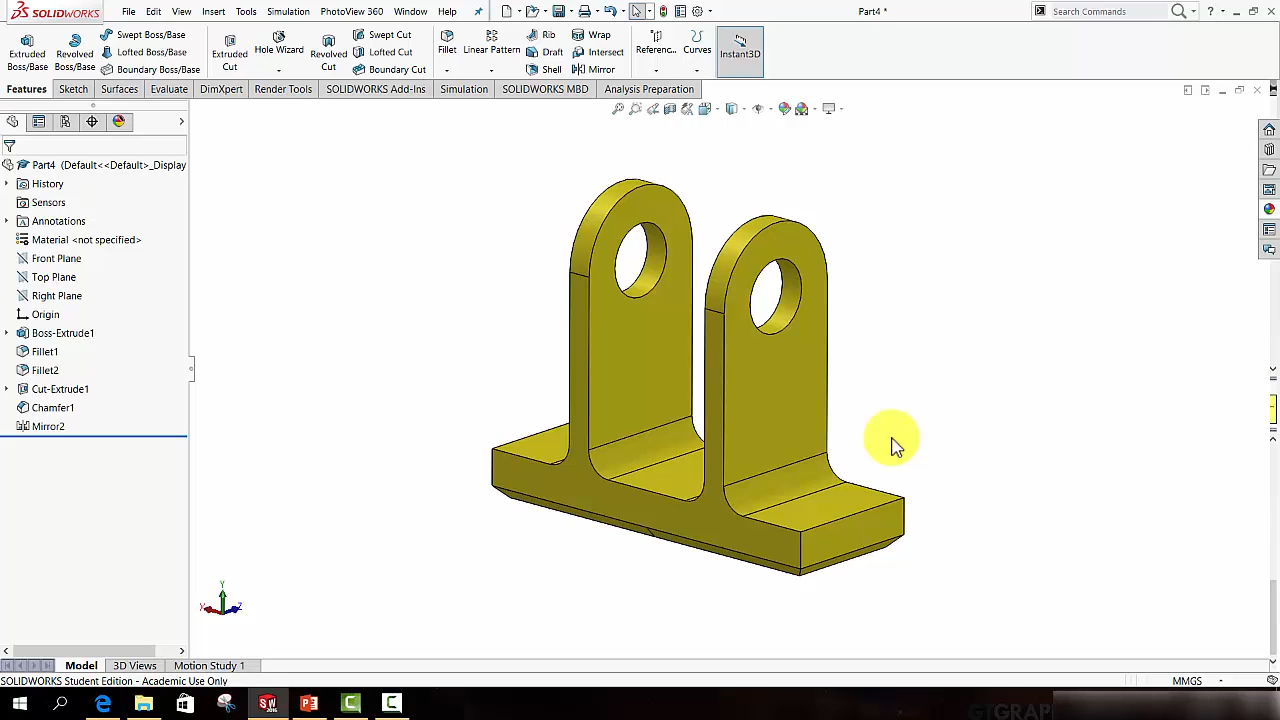 SOLIDWORKS File Edit View Insert Tools Simulation PhotoView 360 Window Help Part4 * Search Commands ?
Extruded Boss/Base
Revolved Boss/Base
Swept Boss/Base
Lofted Boss/Base
Boundary Boss/Base
Extruded Cut
Hole Wizard
Revolved Cut
Swept Cut
Lofted Cut
Boundary Cut
Fillet
Linear Pattern
Rib
Draft
Shell
Wrap
Intersect
Mirror
Referenc...
Curves
Instant3D
Features Sketch Surfaces Evaluate DimXpert Render Tools SOLIDWORKS Add-Ins Simulation SOLIDWORKS MBD Analysis Preparation
Part4 (Default<<Default>_Display
History
Sensors
Annotations
Material <not specified>
Front Plane
Top Plane
Right Plane
Origin
Boss-Extrude1
Fillet1
Fillet2
Cut-Extrude1
Chamfer1
Mirror2
Y
X Z
Model 3D Views Motion Study 1
SOLIDWORKS Student Edition - Academic Use Only MMGS